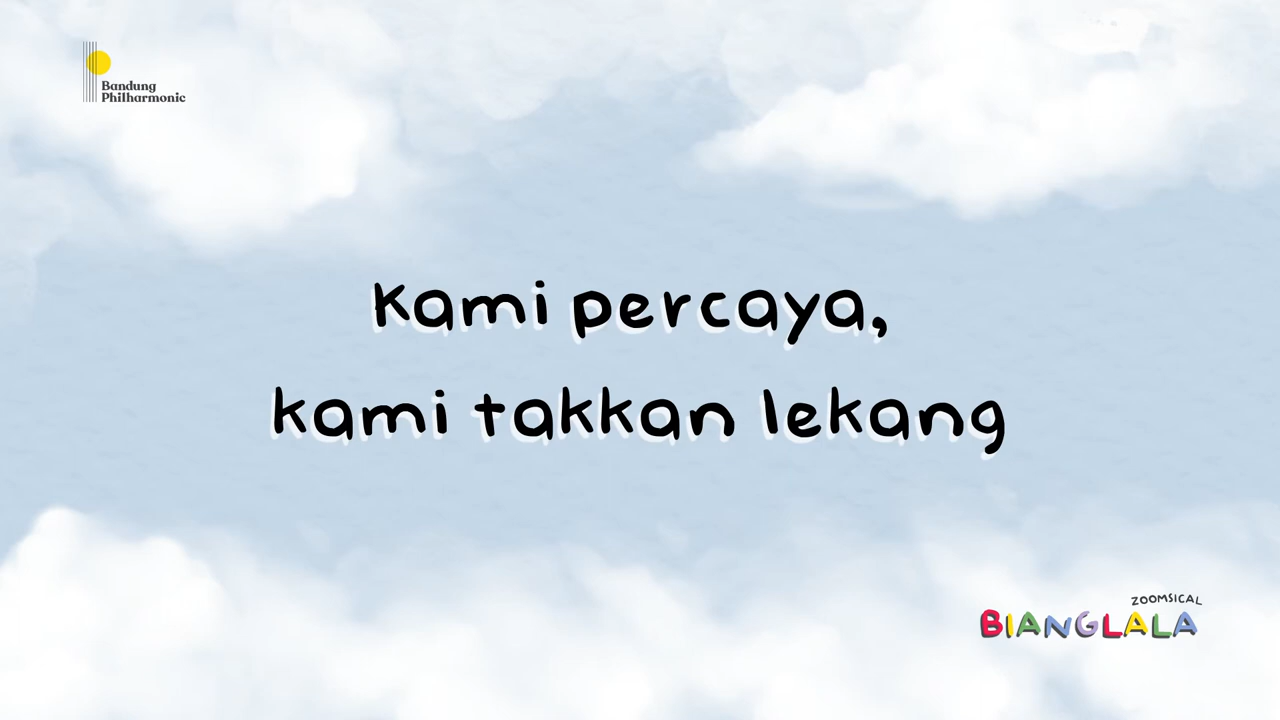 Bandung
Philharmonic
Kami percaya,
kami takkan lekang
ZOOMSICAL
BIANGLALA